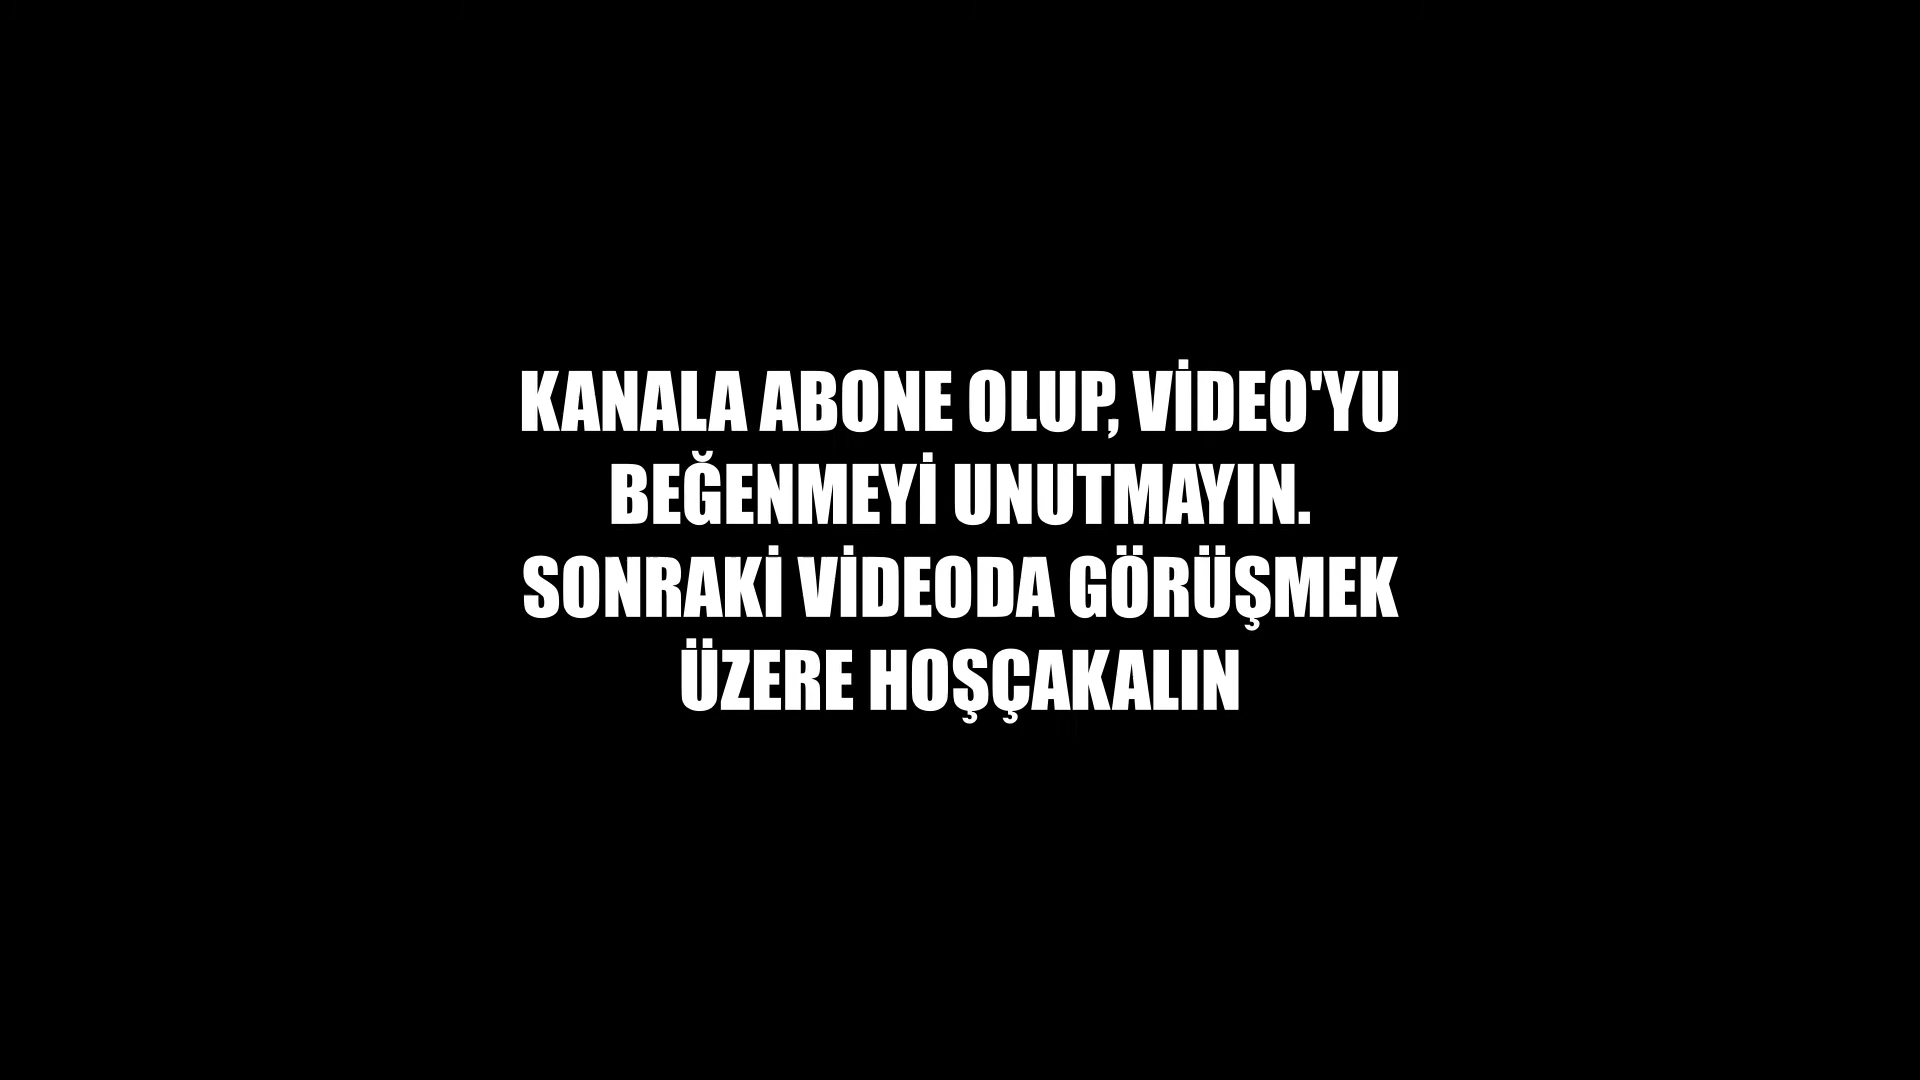 KANALA ABONE OLUP, VİDEO'YU
BEĞENMEYİ UNUTMAYIN.
SONRAKİ VİDEODA GÖRÜŞMEK
ÜZERE HOŞÇAKALIN